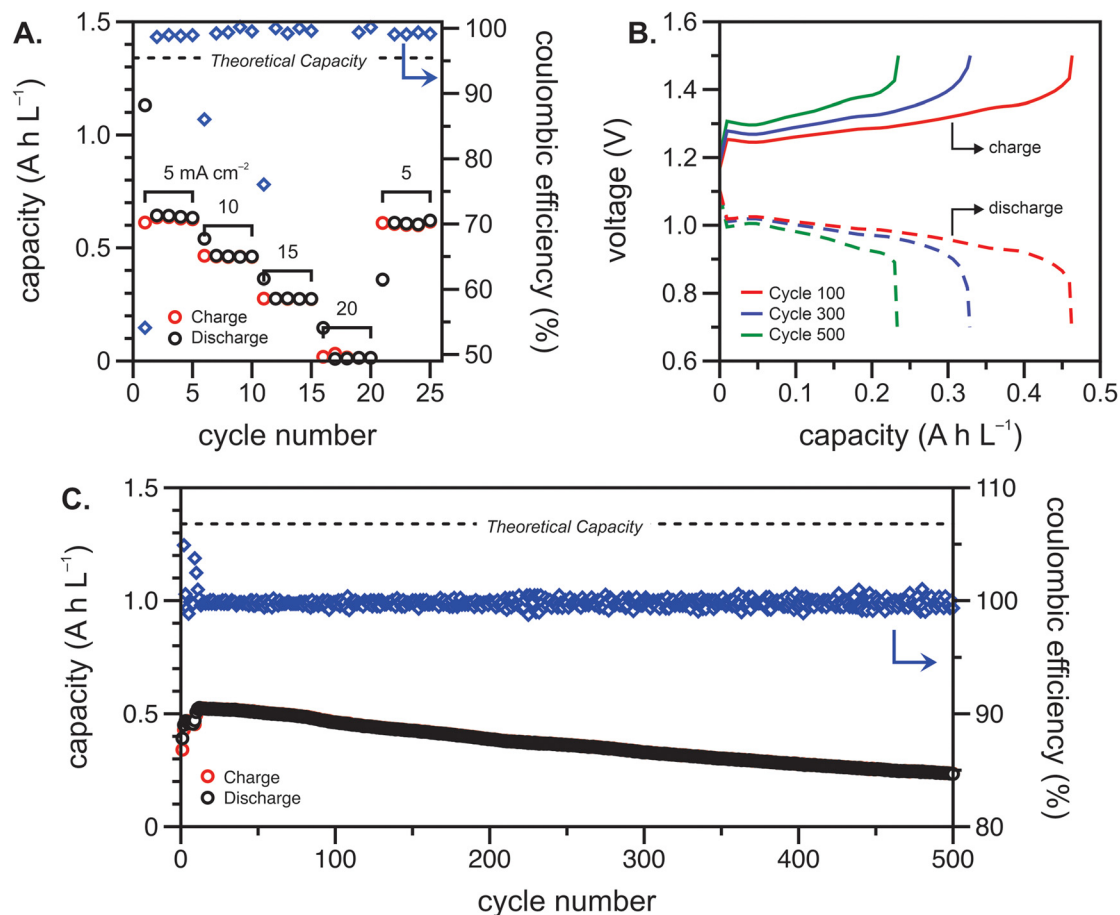 A.
capacity (A h L⁻¹)
1.5
1.0
0.5
0
Theoretical Capacity
5 mA cm⁻²
10
15
20
5
Charge
Discharge
0
5
10
15
20
25
cycle number
100
90
80
70
60
50
coulombic efficiency (%)
B.
voltage (V)
1.6
1.4
1.2
1.0
0.8
0.6
charge
discharge
Cycle 100
Cycle 300
Cycle 500
0
0.1
0.2
0.3
0.4
0.5
capacity (A h L⁻¹)
C.
capacity (A h L⁻¹)
1.5
1.0
0.5
0
Theoretical Capacity
Charge
Discharge
0
100
200
300
400
500
cycle number
110
100
90
80
coulombic efficiency (%)